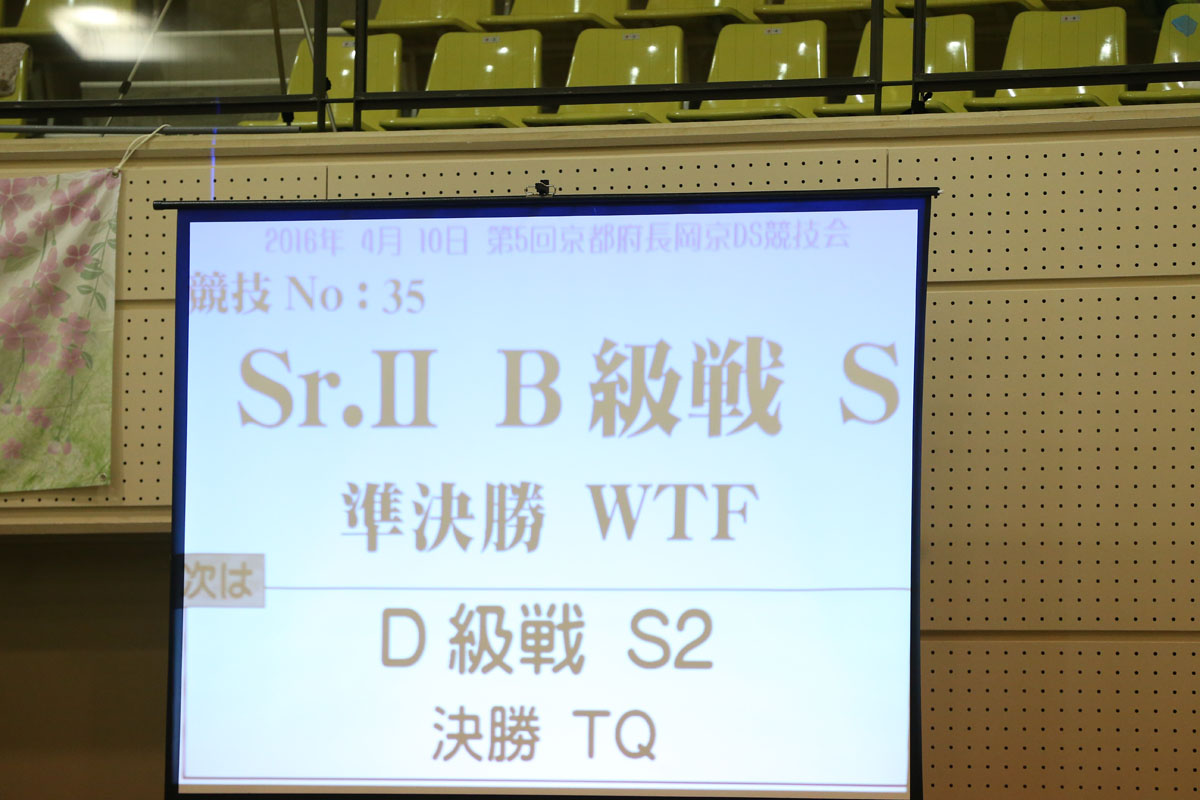 2016年 4月 10日 第5回京都府長岡京DS競技会
競技 No：35
Sr.Ⅱ B 級戦 S
準決勝 WTF
次は
D 級戦 S2
決勝 TQ